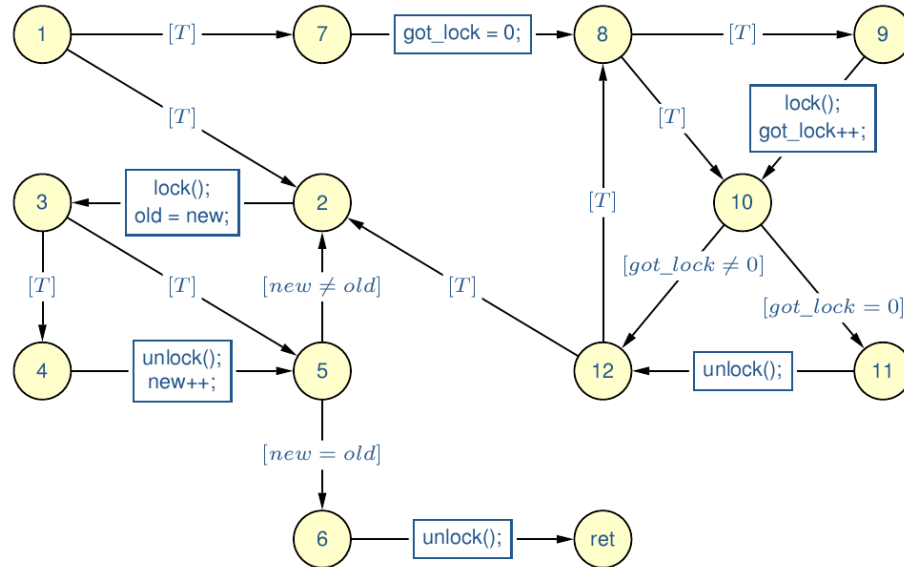 1
[T]
7
got_lock = 0;
8
[T]
9
[T]
[T]
lock();
got_lock++;
3
lock();
old = new;
2
[T]
10
[T]
[T]
[new ≠ old]
[T]
[got_lock ≠ 0]
[got_lock = 0]
4
unlock();
new++;
5
12
unlock();
11
[new = old]
6
unlock();
ret